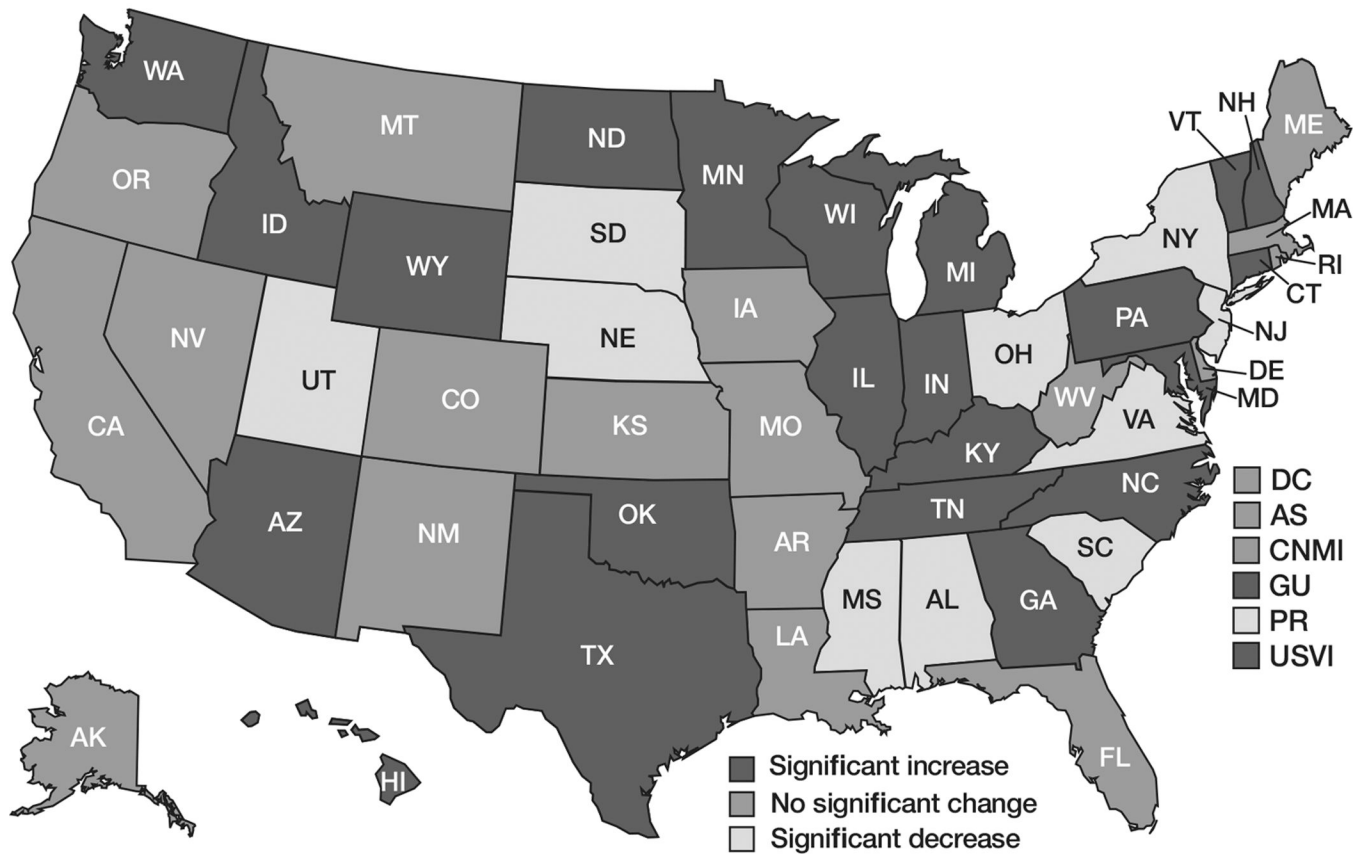 WA
MT
ND
MN
OR
ID
WY
SD
WI
MI
NY
VT
NH
ME
MA
RI
CT
NJ
DE
MD
PA
NV
UT
CO
NE
IA
IL
IN
OH
WV
VA
CA
KS
MO
KY
NC
AZ
NM
OK
AR
TN
SC
MS
AL
GA
TX
LA
FL
AK
HI
DC
AS
CNMI
GU
PR
USVI
Significant increase
No significant change
Significant decrease